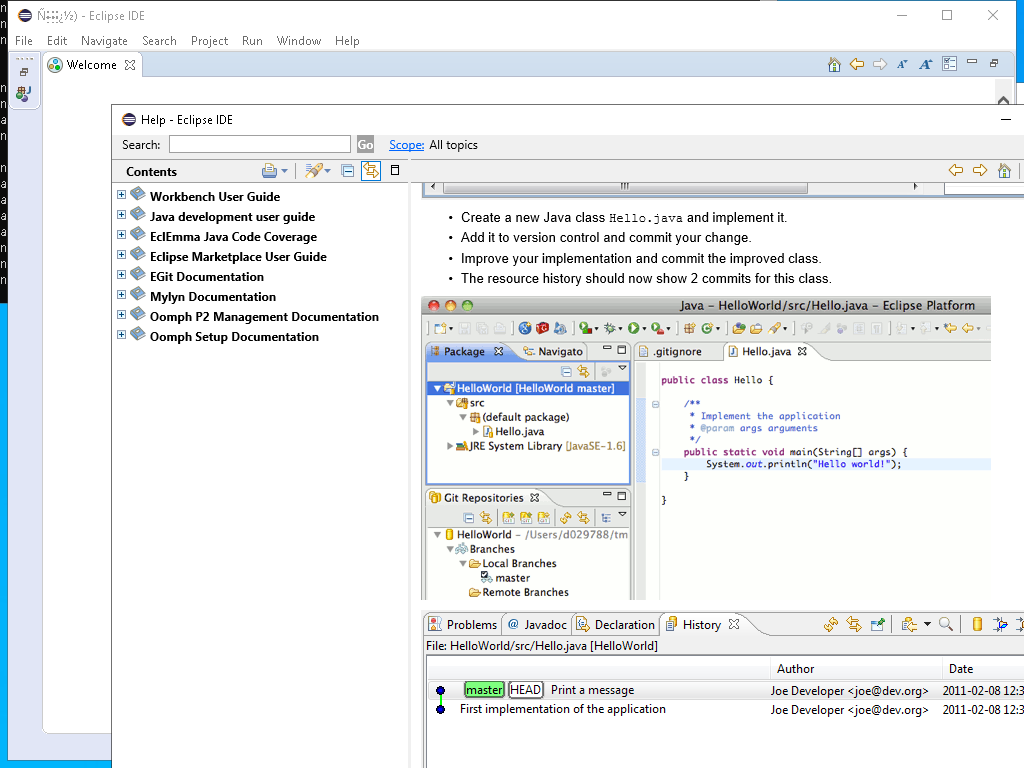 - Eclipse IDE
File Edit Navigate Search Project Run Window Help
Welcome
Help - Eclipse IDE
Search: Go Scope: All topics
Contents
Workbench User Guide
Java development user guide
EclEmma Java Code Coverage
Eclipse Marketplace User Guide
EGit Documentation
Mylyn Documentation
Oomph P2 Management Documentation
Oomph Setup Documentation
• Create a new Java class Hello.java and implement it.
• Add it to version control and commit your change.
• Improve your implementation and commit the improved class.
• The resource history should now show 2 commits for this class.
Java – HelloWorld/src/Hello.java – Eclipse Platform
Package Navigato
.gitignore Hello.java
HelloWorld [HelloWorld master]
src
(default package)
Hello.java
JRE System Library [JavaSE-1.6]
public class Hello {
/**
* Implement the application
* @param args arguments
*/
public static void main(String[] args) {
System.out.println("Hello world!");
}
}
Git Repositories
HelloWorld – /Users/d029788/tm
Branches
Local Branches
master
Remote Branches
Problems @ Javadoc Declaration History
File: HelloWorld/src/Hello.java [HelloWorld]
Author Date
master HEAD Print a message Joe Developer <joe@dev.org> 2011-02-08 12:3
First implementation of the application Joe Developer <joe@dev.org> 2011-02-08 12:3